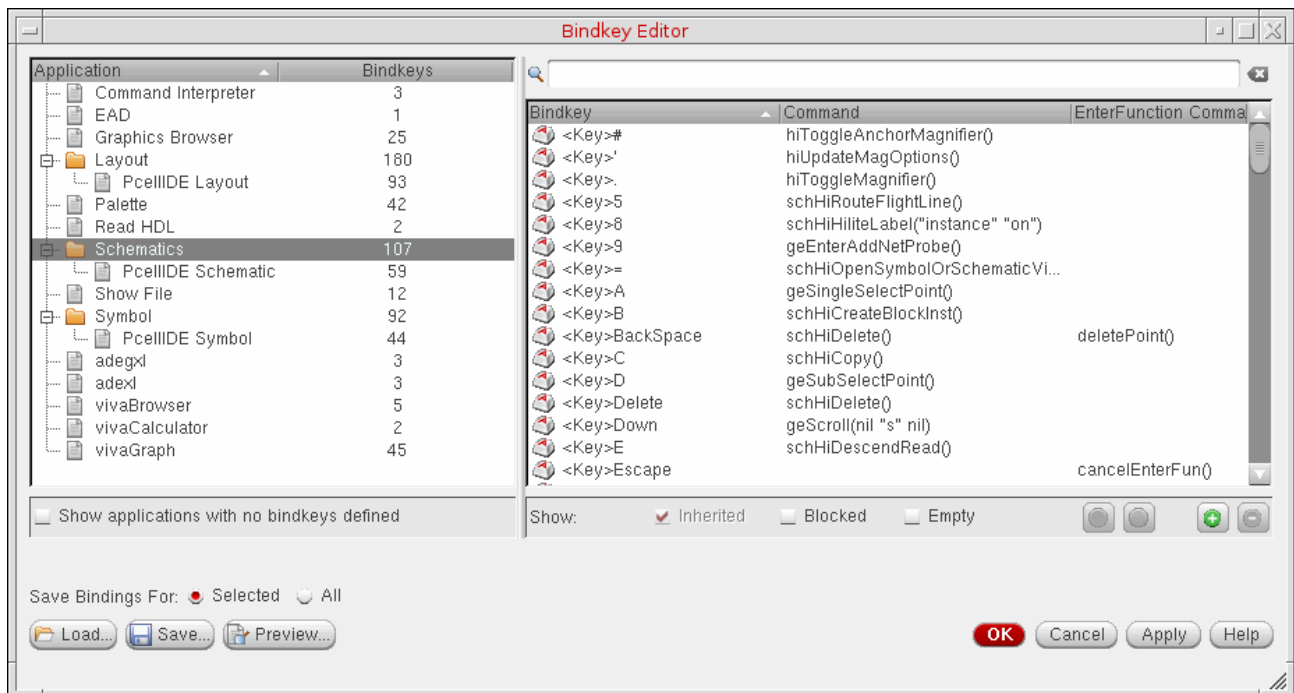 Bindkey Editor
Application Bindkeys
Command Interpreter 3
EAD 1
Graphics Browser 25
Layout 180
PcellIDE Layout 93
Palette 42
Read HDL 2
Schematics 107
PcellIDE Schematic 59
Show File 12
Symbol 92
PcellIDE Symbol 44
adegxl 3
adexl 3
vivaBrowser 5
vivaCalculator 2
vivaGraph 45
Show applications with no bindkeys defined
Bindkey Command EnterFunction Comma
<Key># hiToggleAnchorMagnifier()
<Key>' hiUpdateMagOptions()
<Key>. hiToggleMagnifier()
<Key>5 schHiRouteFlightLine()
<Key>8 schHiHiliteLabel("instance" "on")
<Key>9 geEnterAddNetProbe()
<Key>= schHiOpenSymbolOrSchematicVi...
<Key>A geSingleSelectPoint()
<Key>B schHiCreateBlockInst()
<Key>BackSpace schHiDelete() deletePoint()
<Key>C schHiCopy()
<Key>D geSubSelectPoint()
<Key>Delete schHiDelete()
<Key>Down geScroll(nil "s" nil)
<Key>E schHiDescendRead()
<Key>Escape cancelEnterFun()
Show: Inherited Blocked Empty
Save Bindings For: Selected All
Load... Save... Preview...
OK Cancel Apply Help